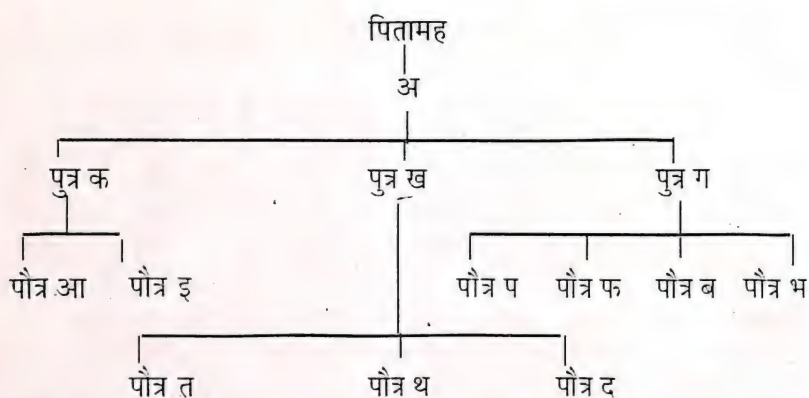 पितामह
अ
पुत्र क पुत्र ख पुत्र ग
पौत्र आ पौत्र इ पौत्र प पौत्र फ पौत्र ब पौत्र भ
पौत्र त पौत्र थ पौत्र द